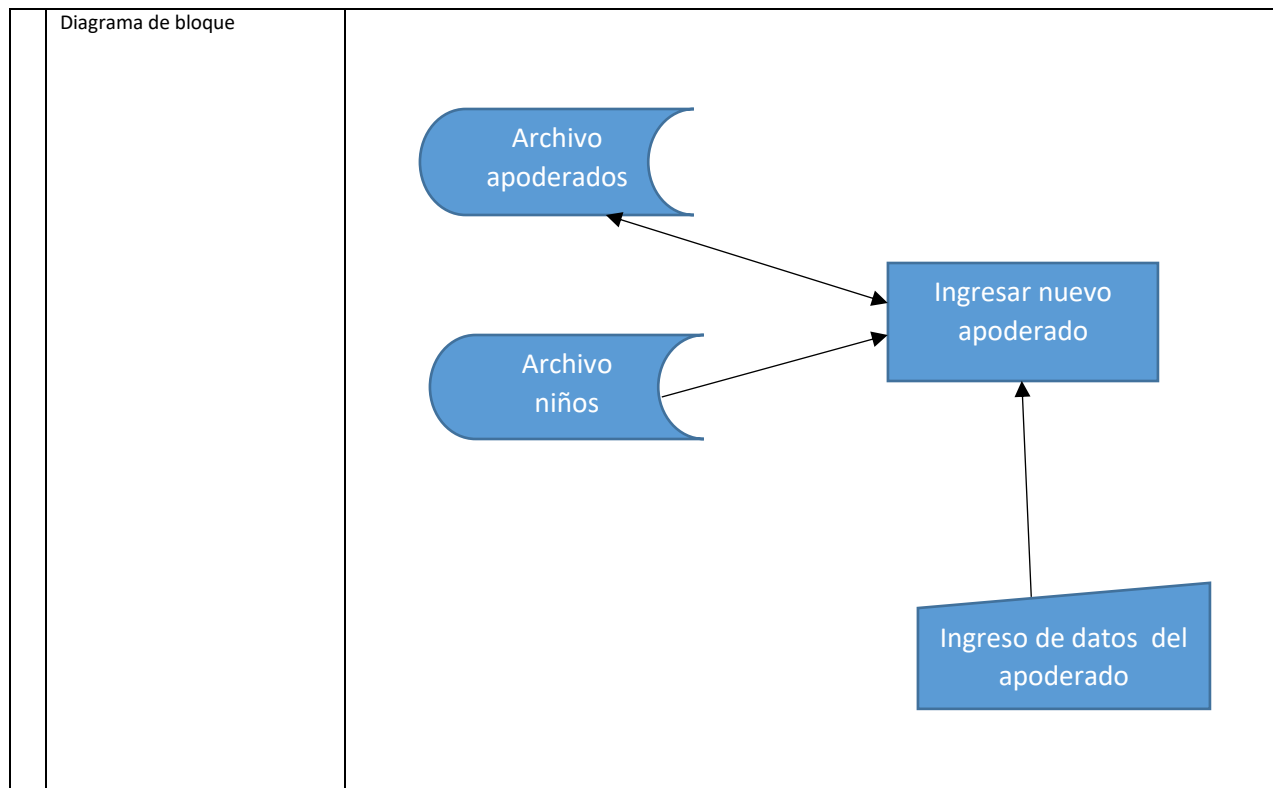 Diagrama de bloque
Archivo
apoderados
Ingresar nuevo
apoderado
Archivo
niños
Ingreso de datos  del
apoderado